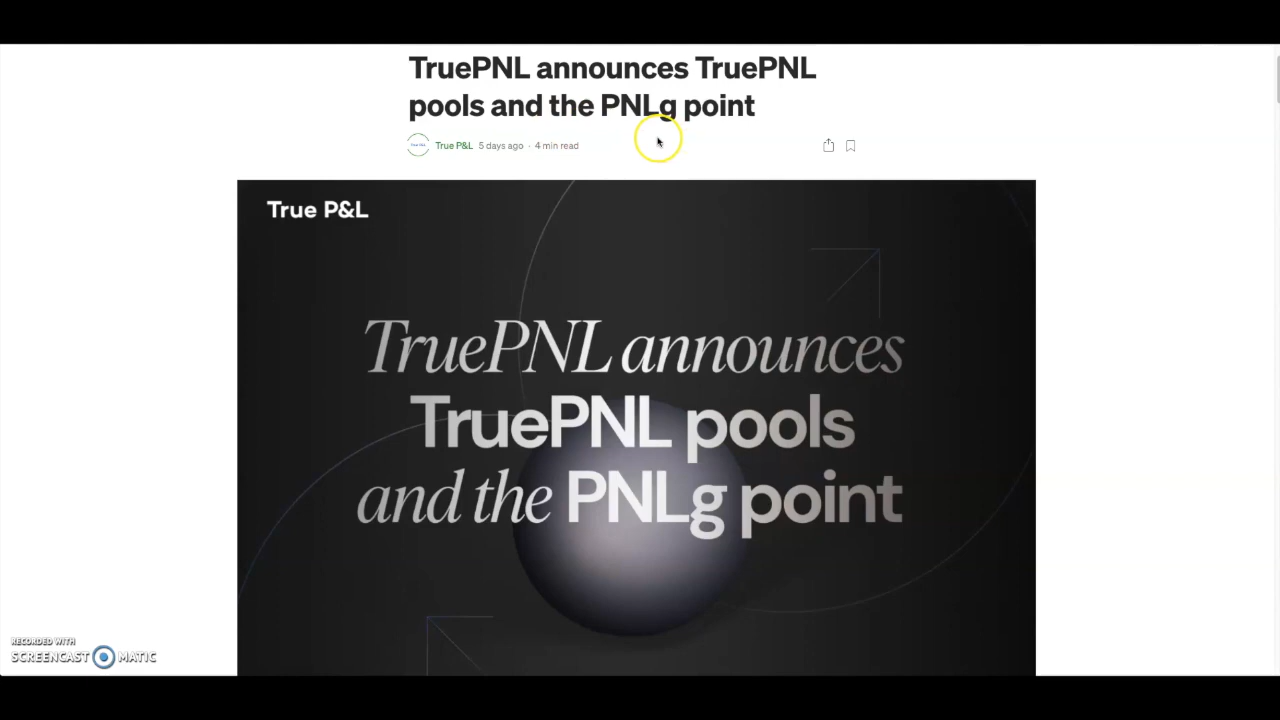 TruePNL announces TruePNL
pools and the PNLg point
True P&L 5 days ago · 4 min read
True P&L
TruePNL announces
TruePNL pools
and the PNLg point
RECORDED WITH
SCREENCAST MATIC